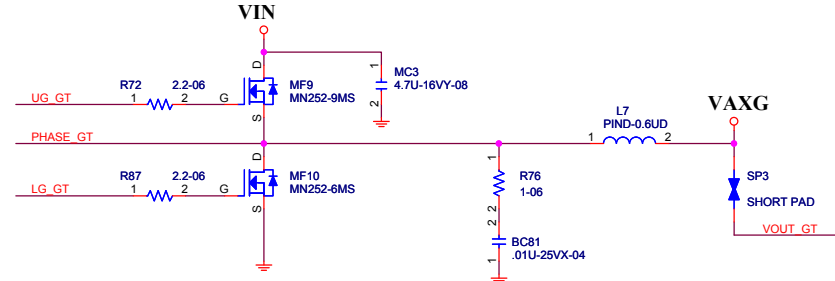 VIN
D
1
MC3
4.7U-16VY-08
2
R72
2.2-06
MF9
MN252-9MS
UG_GT
1
2
G
S
L7
PIND-0.6UD
VAXG
PHASE_GT
1
2
D
R87
2.2-06
MF10
MN252-6MS
LG_GT
1
2
G
S
1
R76
1-06
2
2
BC81
.01U-25VX-04
1
SP3
SHORT PAD
VOUT_GT